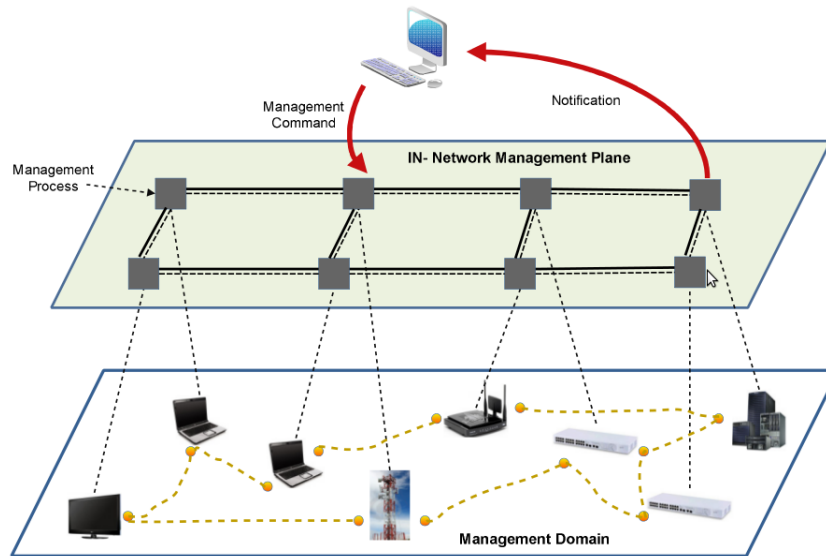 Management
Command
Notification
IN- Network Management Plane
Management
Process
Management Domain